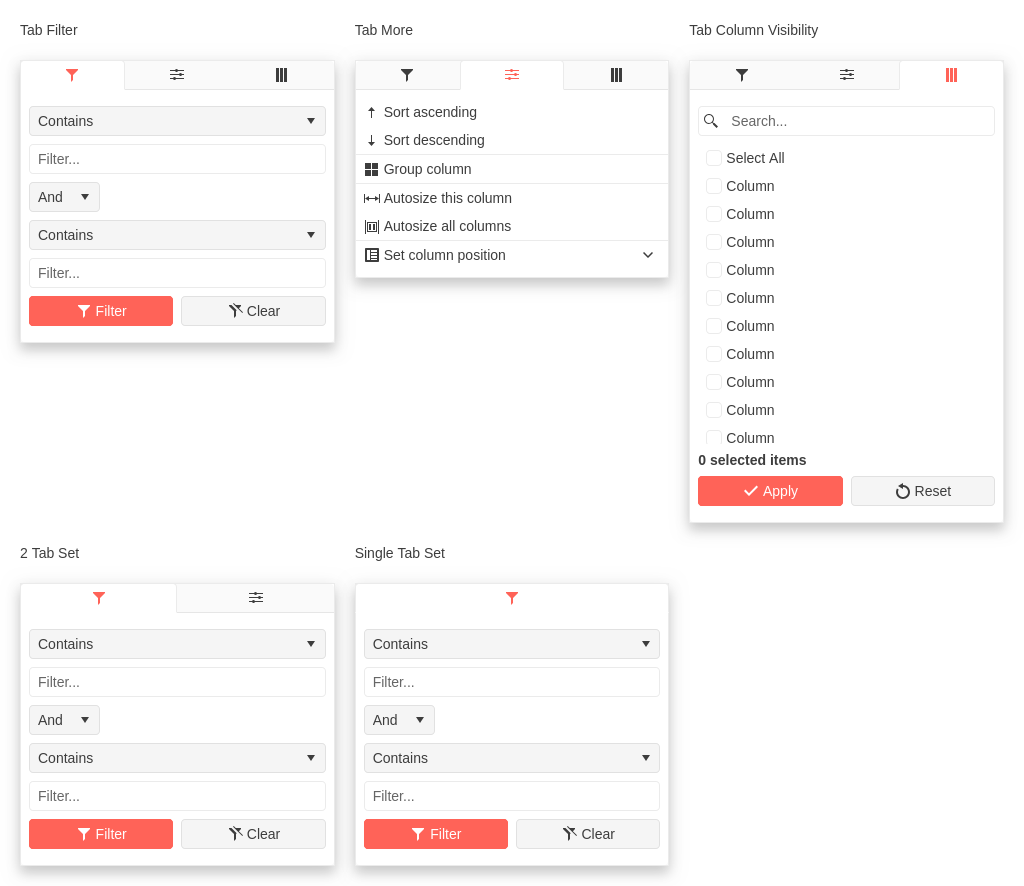 Tab Filter
Contains
Filter...
And
Contains
Filter...
Filter
Clear
Tab More
Sort ascending
Sort descending
Group column
Autosize this column
Autosize all columns
Set column position
Tab Column Visibility
Search...
Select All
Column
Column
Column
Column
Column
Column
Column
Column
Column
Column
0 selected items
Apply
Reset
2 Tab Set
Contains
Filter...
And
Contains
Filter...
Filter
Clear
Single Tab Set
Contains
Filter...
And
Contains
Filter...
Filter
Clear